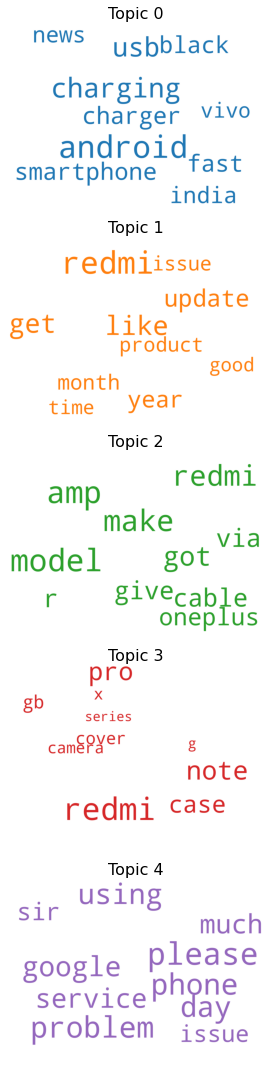 Topic 0
news
usb black
charging
charger vivo
android
smartphone fast
india
Topic 1
redmi issue
update
get like
product
good
month
time year
Topic 2
redmi
amp
make
via
model got
r give cable
oneplus
Topic 3
pro
x
gb
series
cover
camera g
note
redmi case
Topic 4
using
sir
much
please
google phone
service day
problem issue